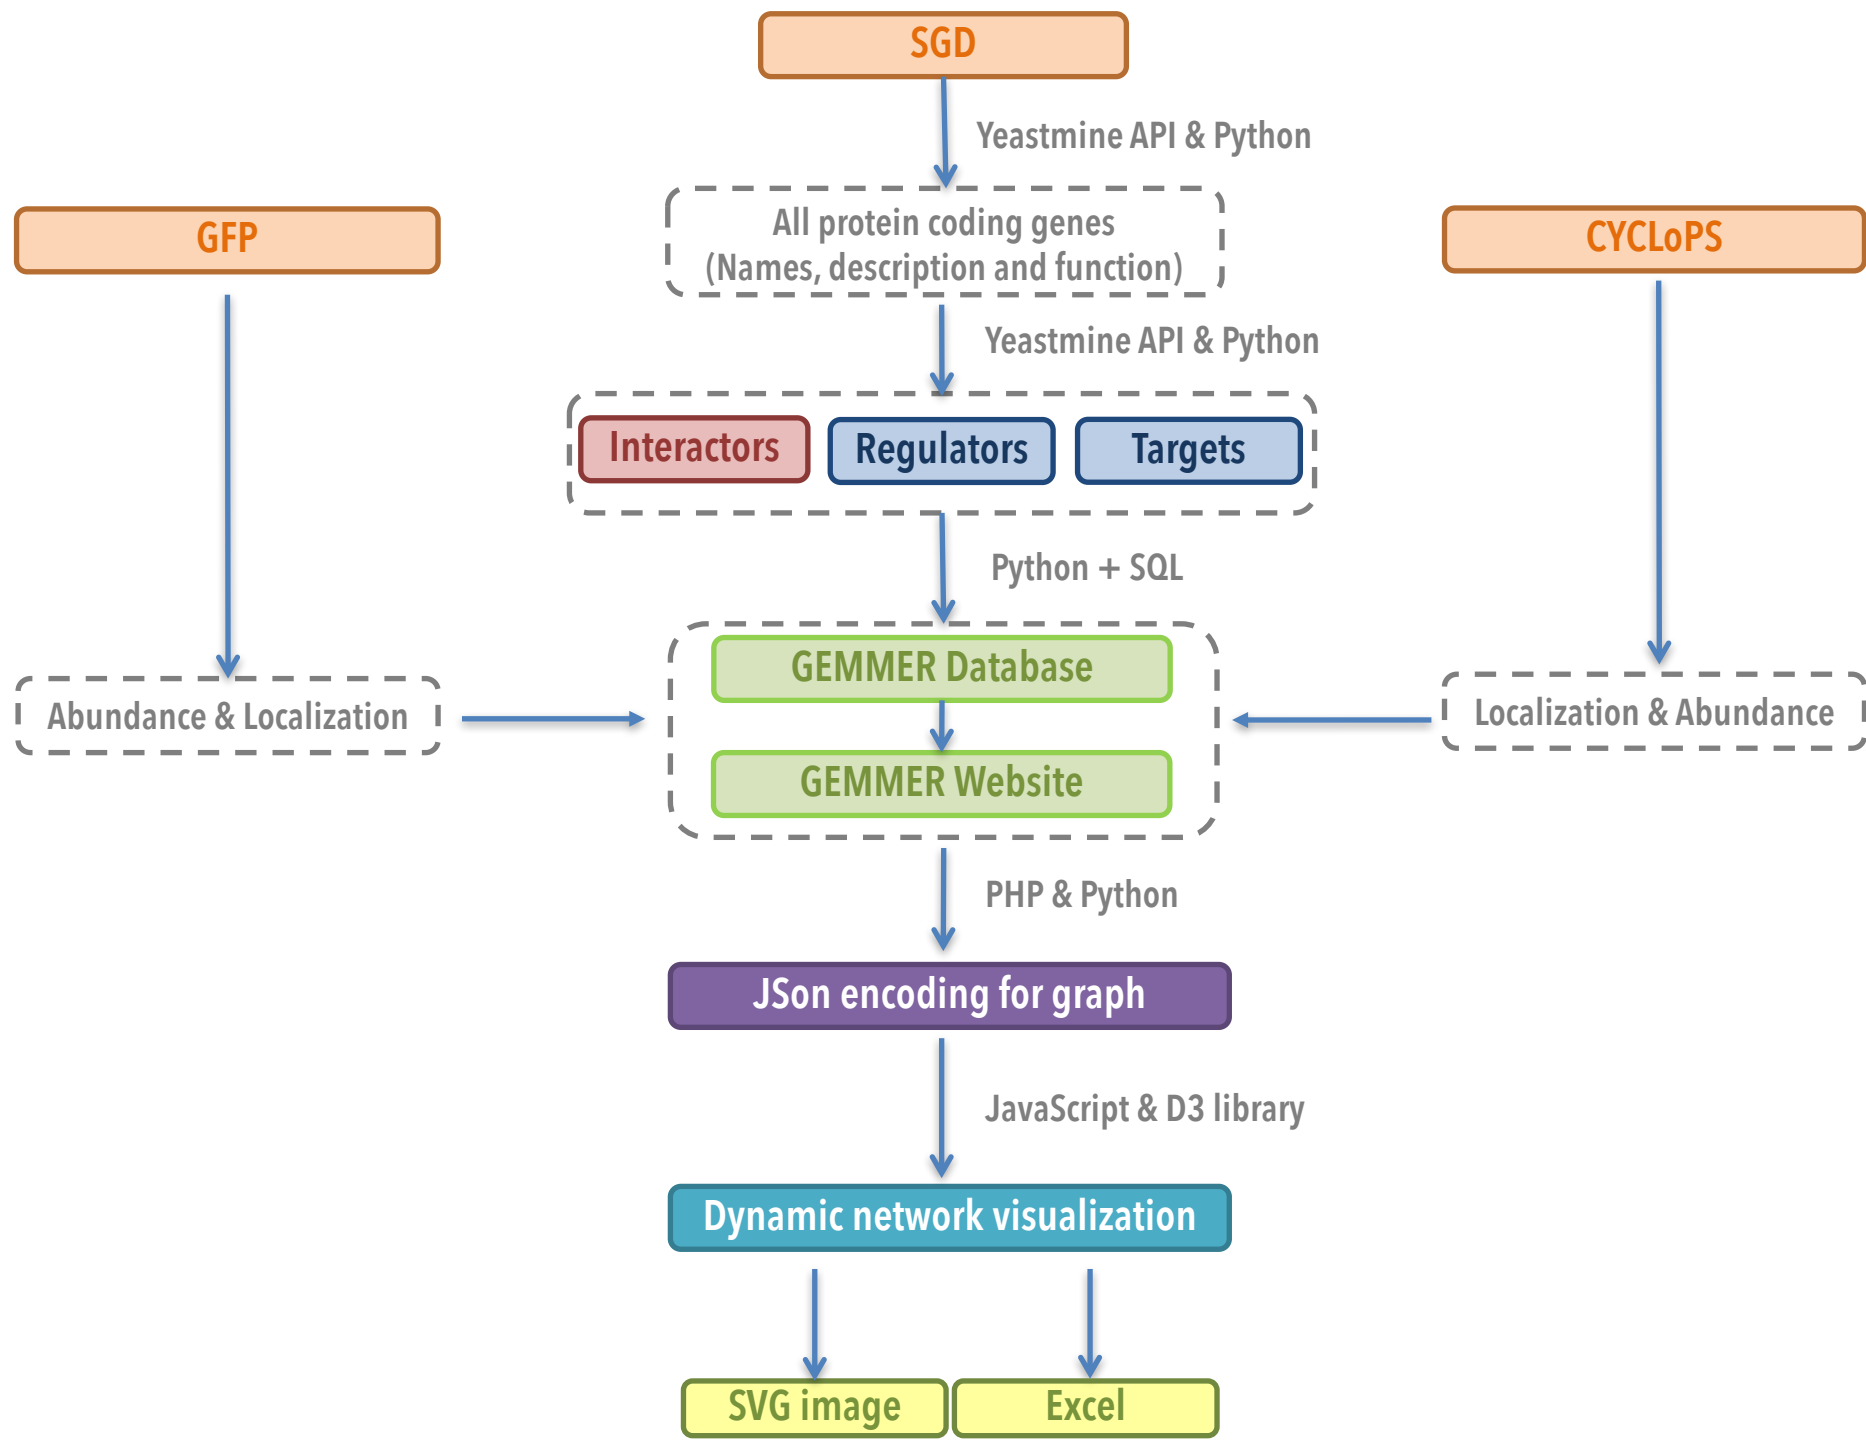 SGD
Yeastmine API & Python
GFP
All protein coding genes
(Names, description and function)
CYCLoPS
Yeastmine API & Python
Interactors
Regulators
Targets
Python + SQL
Abundance & Localization
GEMMER Database
GEMMER Website
Localization & Abundance
PHP & Python
JSon encoding for graph
JavaScript & D3 library
Dynamic network visualization
SVG image
Excel